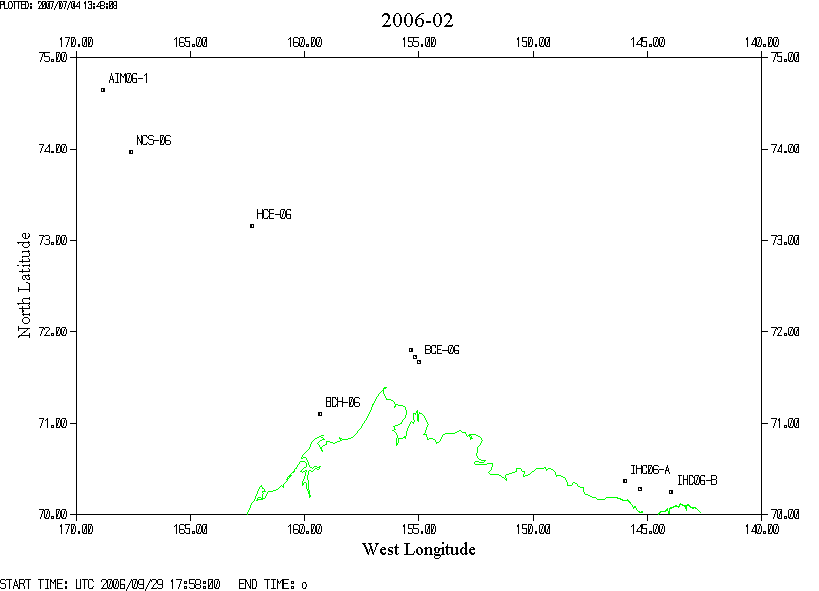 PLOTTED: 2007/07/04 13:43:09
2006-02
170.00 165.00 160.00 155.00 150.00 145.00 140.00
75.00 75.00
AIM06-1
NCS-06
74.00 74.00
HCE-06
73.00 73.00
North Latitude
72.00 72.00
BCE-06
BCH-06
71.00 71.00
IHC06-A
IHC06-B
70.00 70.00
170.00 165.00 160.00 155.00 150.00 145.00 140.00
West Longitude
START TIME: UTC 2006/09/29 17:58:00 END TIME: o